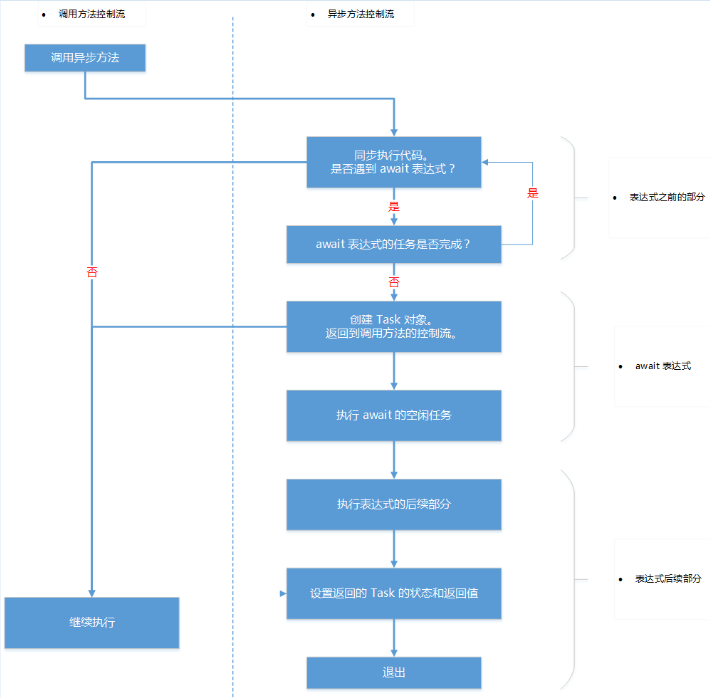 调用方法控制流
异步方法控制流
调用异步方法
同步执行代码。
是否遇到 await 表达式？
是
是
表达式之前的部分
await 表达式的任务是否完成？
否
否
创建 Task 对象。
返回到调用方法的控制流。
await 表达式
执行 await 的空闲任务
执行表达式的后续部分
表达式后续部分
设置返回的 Task 的状态和返回值
继续执行
退出